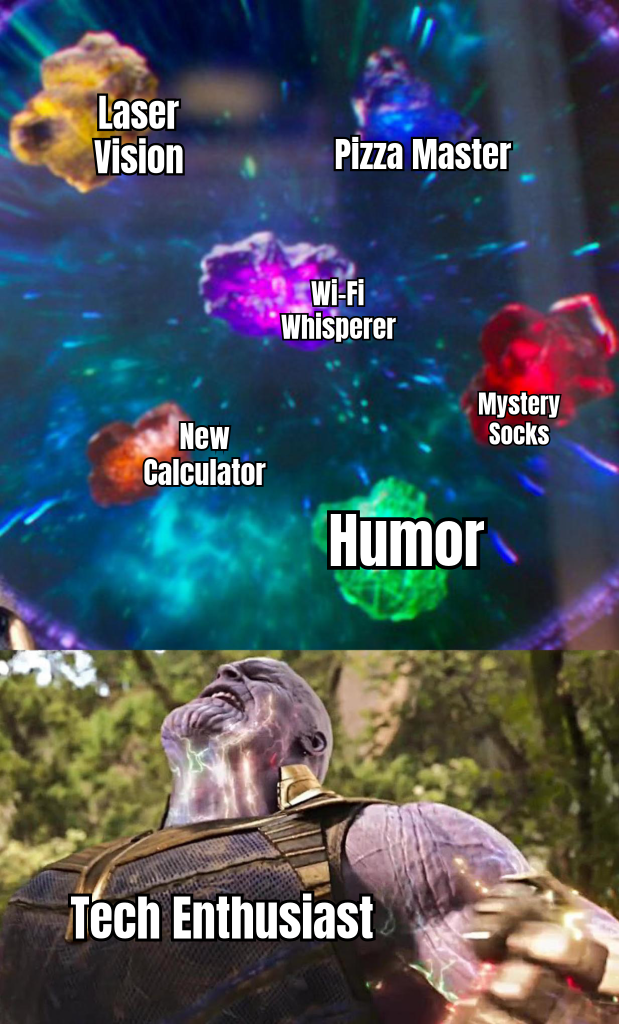 Laser
Vision
Pizza Master
Wi-Fi
Whisperer
Mystery
Socks
New
Calculator
Humor
Tech Enthusiast